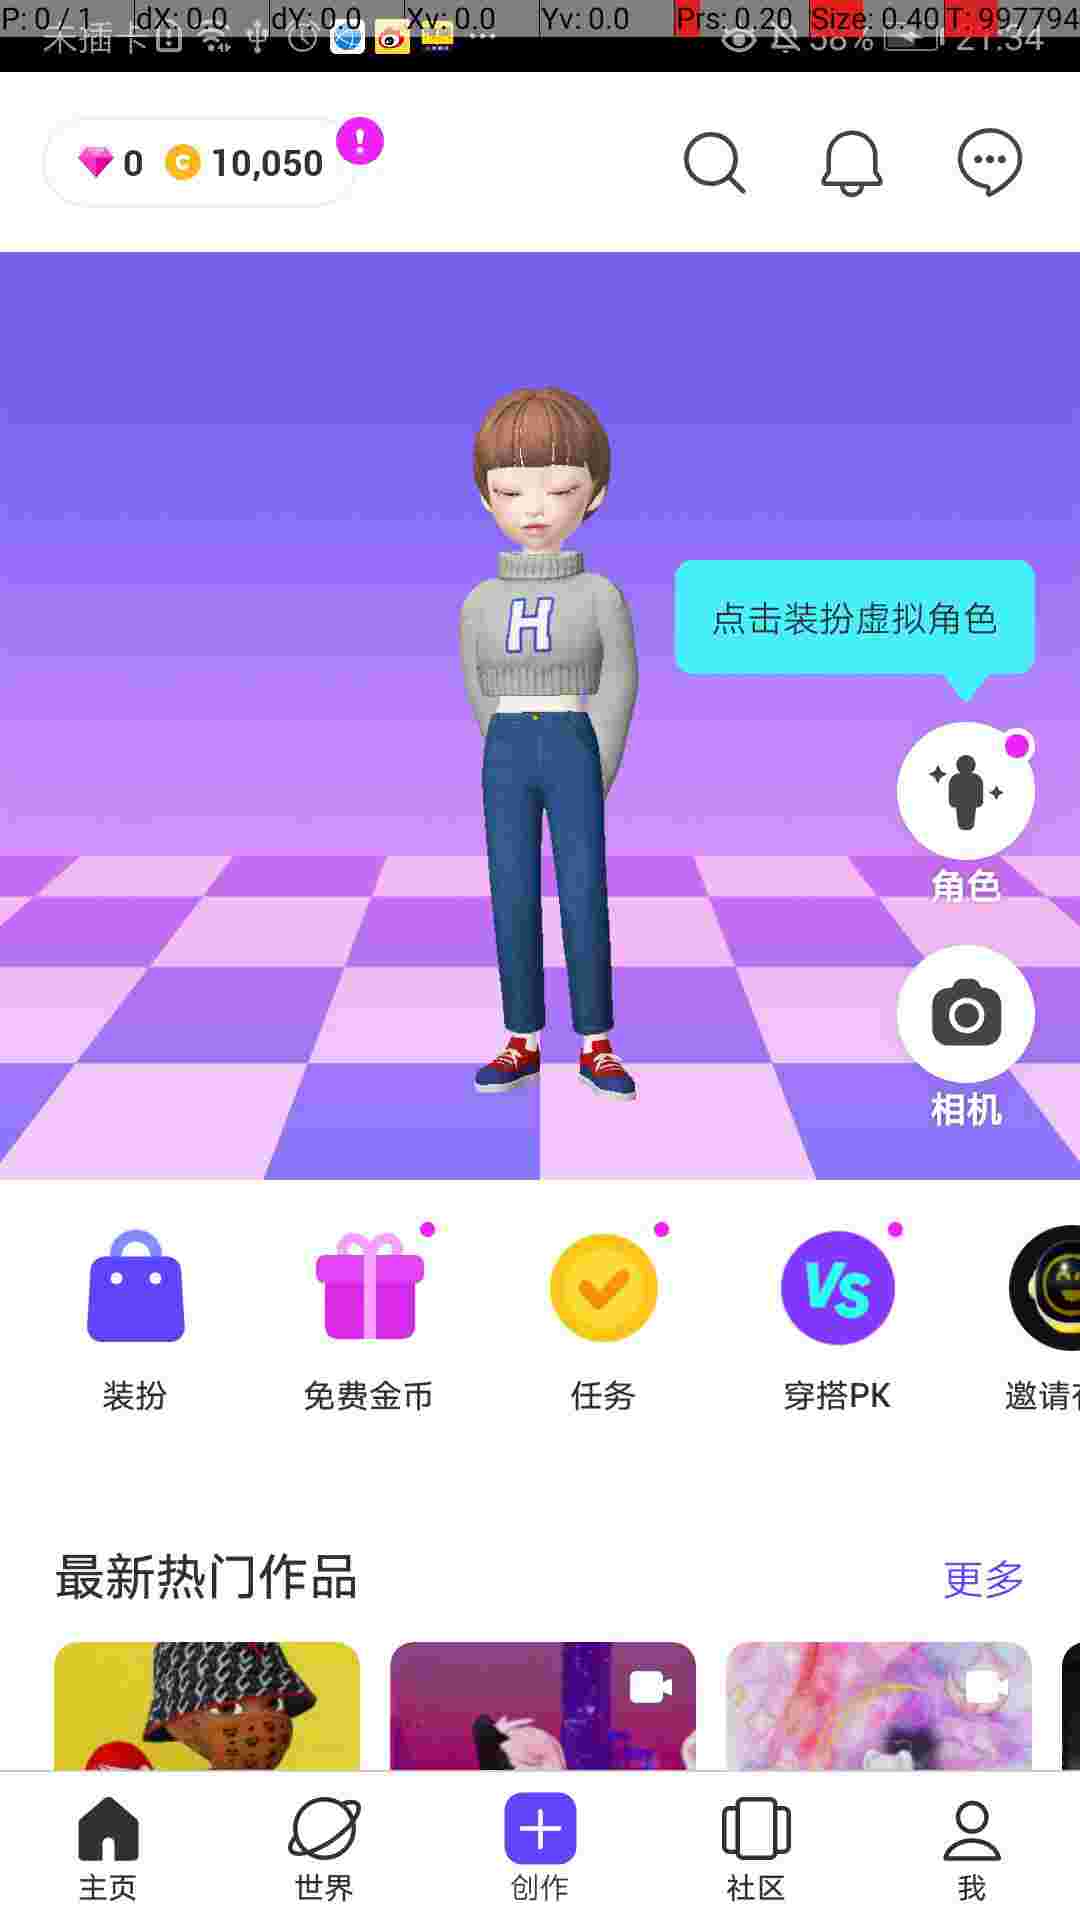 P: 0 / 1 dX: 0.0 dY: 0.0 Xv: 0.0 Yv: 0.0 Prs: 0.20 Size: 0.40 T: 997794
未插卡 58% 21:34
0 C 10,050 !
H
点击装扮虚拟角色
角色
相机
VS
装扮 免费金币 任务 穿搭PK 邀请
最新热门作品 更多
主页 世界 创作 社区 我